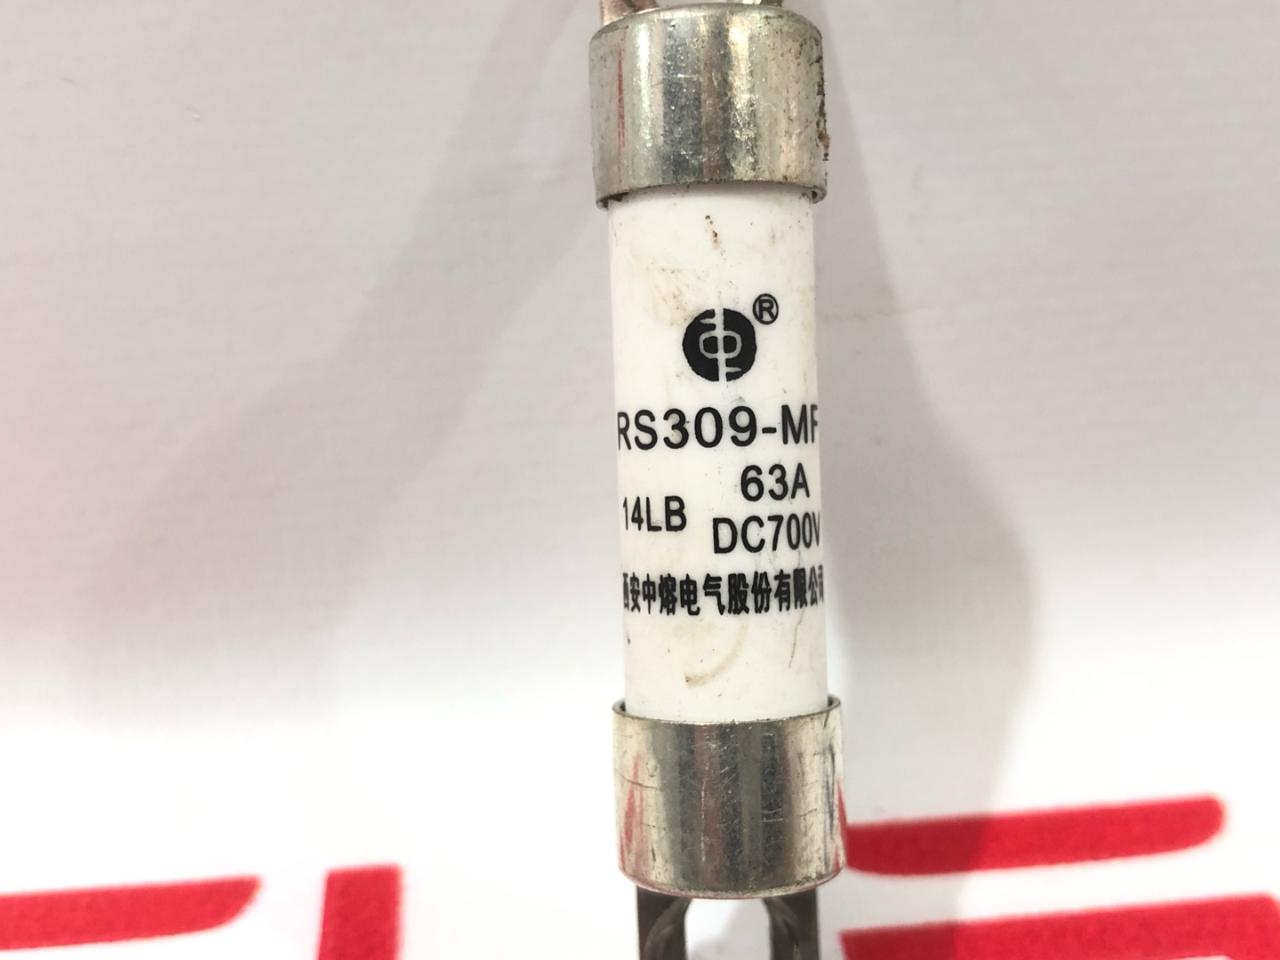 ®
RS309-MF
63A
14LB
DC700V
西安中熔电气股份有限公司